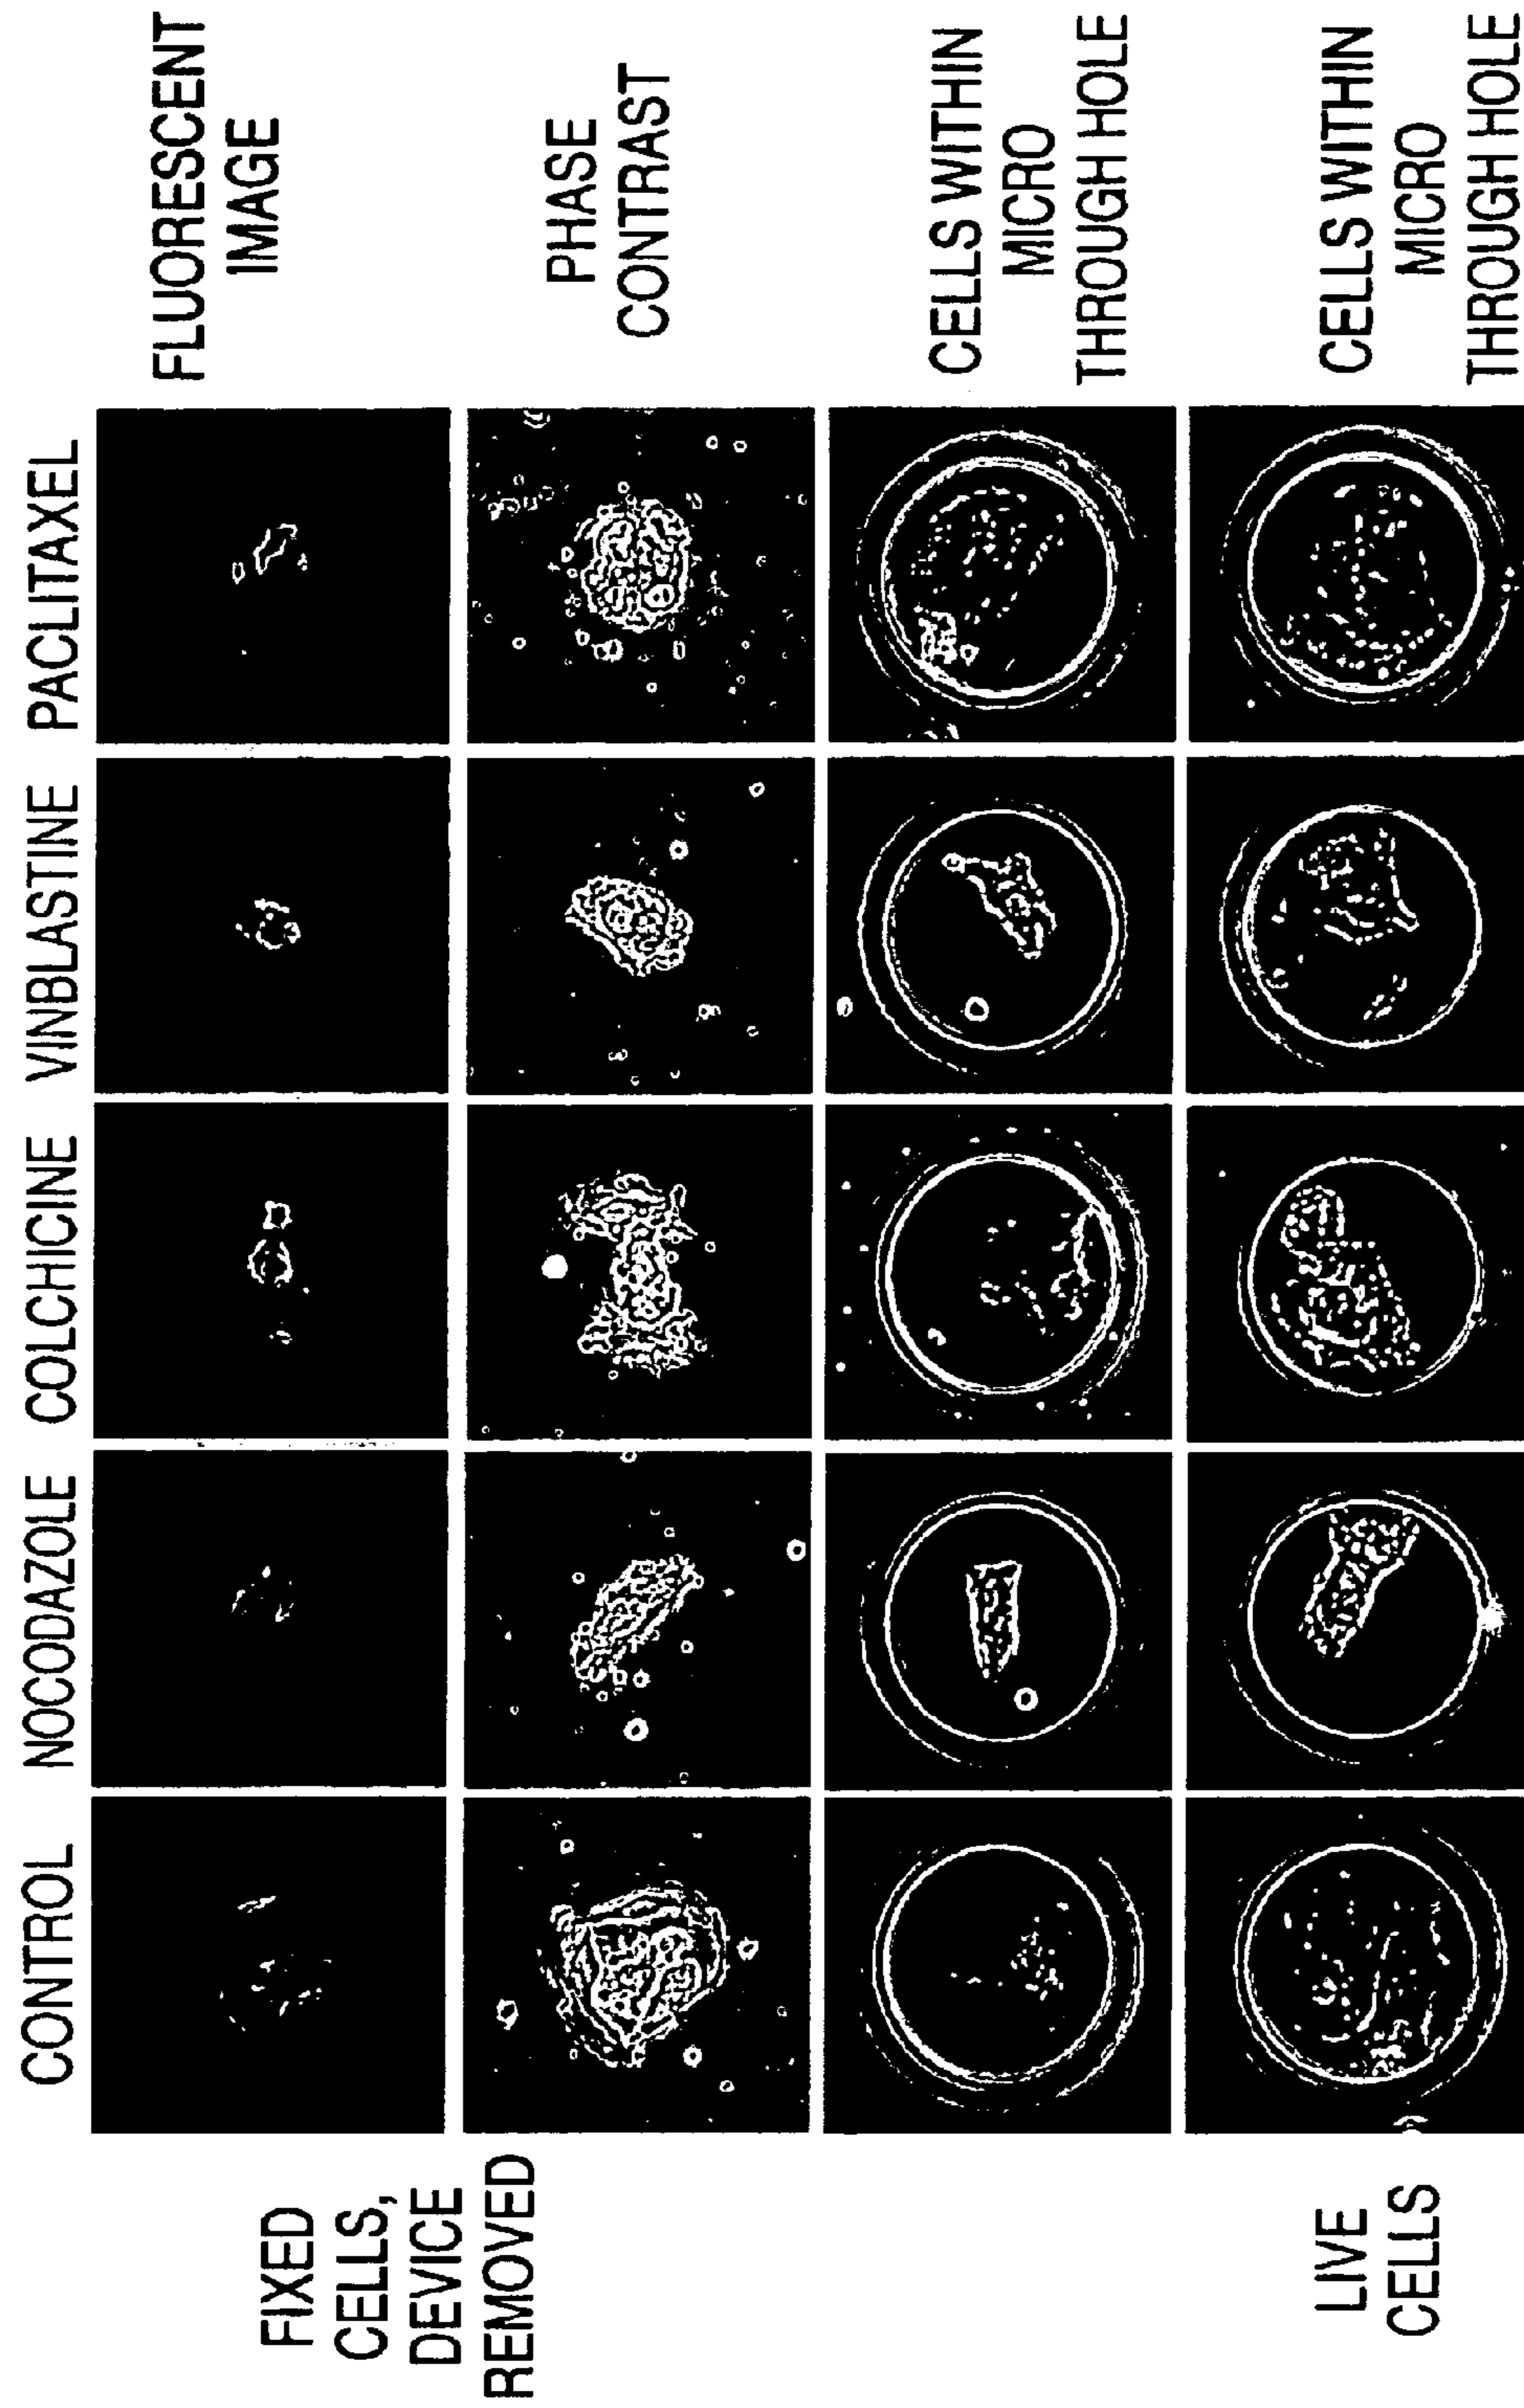 CONTROL
NOCODAZOLE
COLCHICINE
VINBLASTINE
PACLITAXEL
FIXED
CELLS,
DEVICE
REMOVED
FLUORESCENT
IMAGE
PHASE
CONTRAST
CELLS WITHIN
MICRO
THROUGH HOLE
LIVE
CELLS
CELLS WITHIN
MICRO
THROUGH HOLE